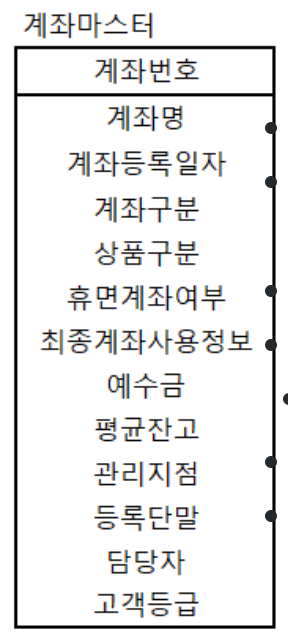 계좌마스터
계좌번호
계좌명
계좌등록일자
계좌구분
상품구분
휴면계좌여부
최종계좌사용정보
예수금
평균잔고
관리지점
등록단말
담당자
고객등급